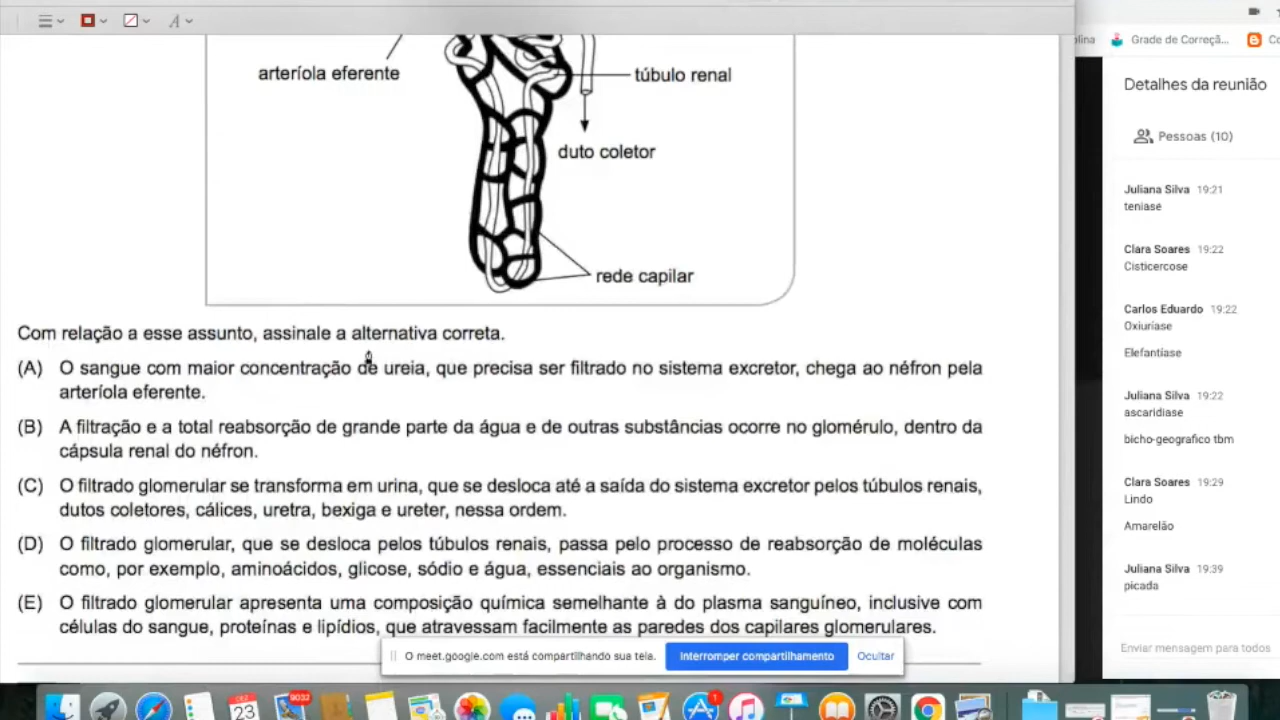 A
lina
Grade de Correçã...
Co
Detalhes da reunião
Pessoas (10)
arteríola eferente
túbulo renal
duto coletor
rede capilar
Com relação a esse assunto, assinale a alternativa correta.
(A) O sangue com maior concentração de ureia, que precisa ser filtrado no sistema excretor, chega ao néfron pela
arteríola eferente.
(B) A filtração e a total reabsorção de grande parte da água e de outras substâncias ocorre no glomérulo, dentro da
cápsula renal do néfron.
(C) O filtrado glomerular se transforma em urina, que se desloca até a saída do sistema excretor pelos túbulos renais,
dutos coletores, cálices, uretra, bexiga e ureter, nessa ordem.
(D) O filtrado glomerular, que se desloca pelos túbulos renais, passa pelo processo de reabsorção de moléculas
como, por exemplo, aminoácidos, glicose, sódio e água, essenciais ao organismo.
(E) O filtrado glomerular apresenta uma composição química semelhante à do plasma sanguíneo, inclusive com
células do sangue, proteínas e lipídios, que atravessam facilmente as paredes dos capilares glomerulares.
Juliana Silva 19:21
teniase
Clara Soares 19:22
Cisticercose
Carlos Eduardo 19:22
Oxiuríase
Elefantíase
Juliana Silva 19:22
ascaridiase
bicho-geografico tbm
Clara Soares 19:29
Lindo
Amarelão
Juliana Silva 19:39
picada
Enviar mensagem para todos
O meet.google.com está compartilhando sua tela.
Interromper compartilhamento
Ocultar
23
9032
1